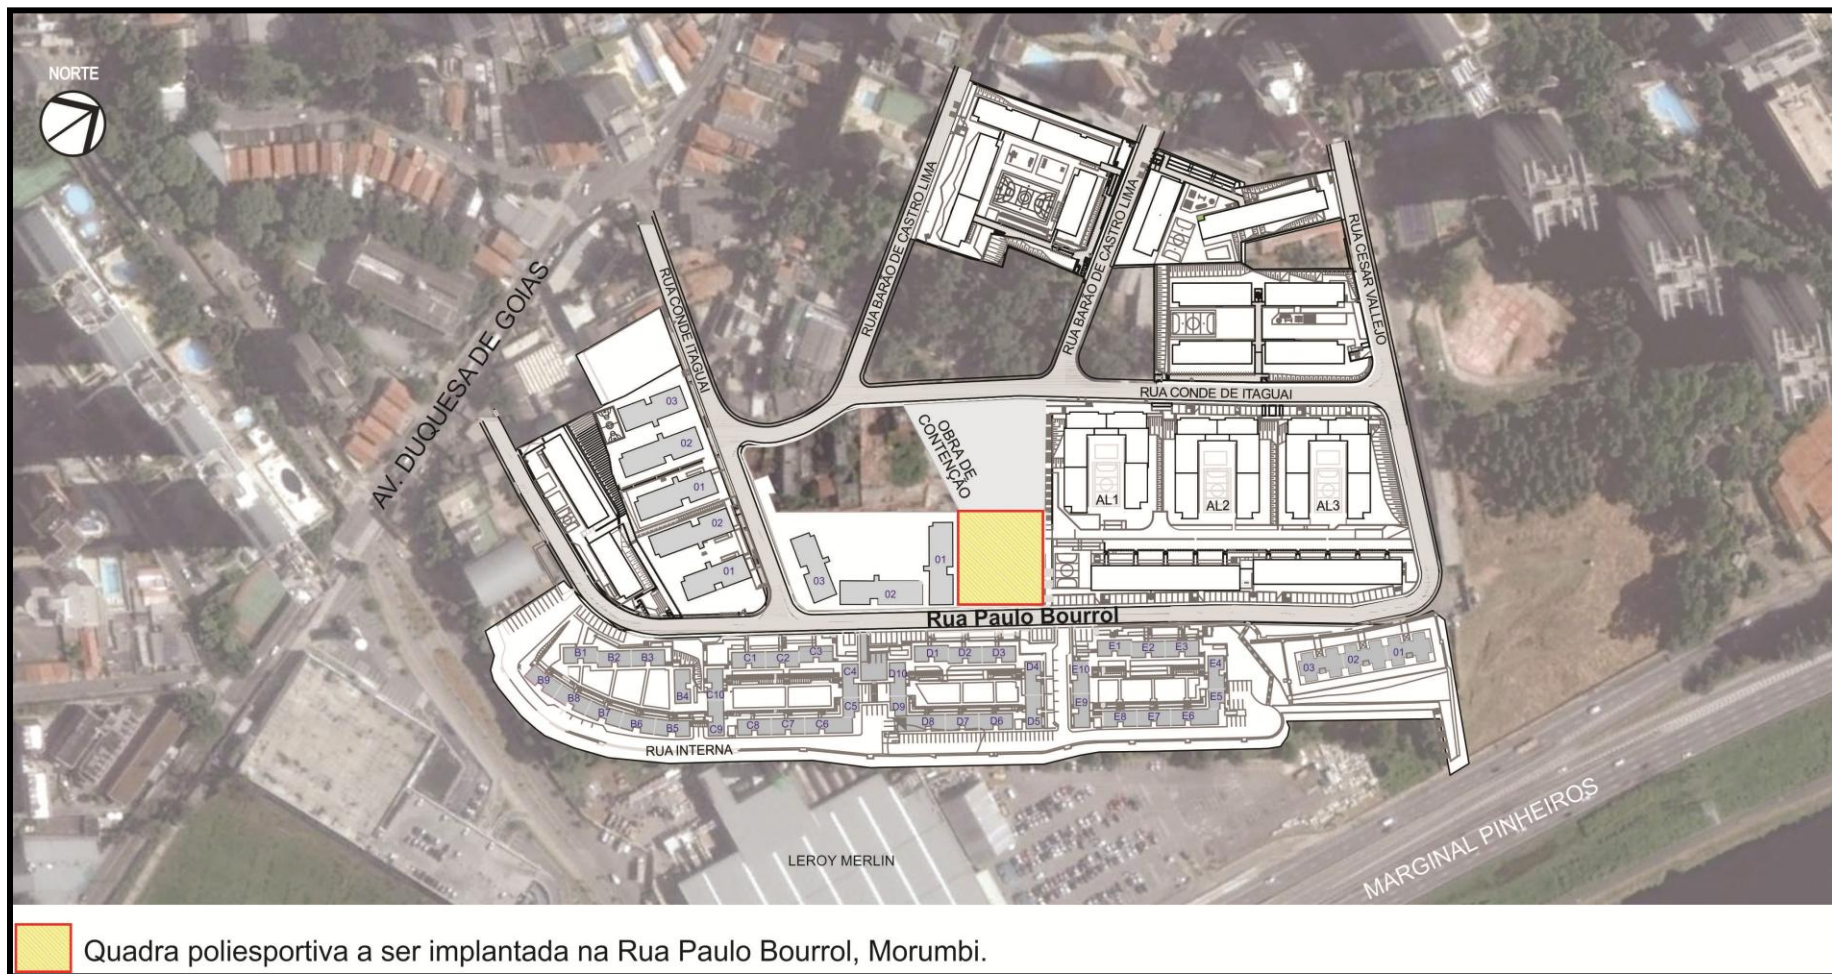 NORTE
AV. DUQUESA DE GOIAS
RUA CONDE ITAGUAI
RUA BARÃO DE CASTRO LIMA
RUA BARÃO DE CASTRO LIMA
RUA CESAR VALLEJO
RUA CONDE DE ITAGUAI
OBRA DE
CONTENÇÃO
03
02
01
02
01
AL1
AL2
AL3
03
02
01
Rua Paulo Bourrol
B1
B2
B3
B4
B5
B6
B7
B8
B9
C1
C2
C3
C4
C5
C6
C7
C8
C9
C10
D1
D2
D3
D4
D5
D6
D7
D8
D9
D10
E1
E2
E3
E4
E5
E6
E7
E8
E9
E10
03
02
01
RUA INTERNA
LEROY MERLIN
MARGINAL PINHEIROS
Quadra poliesportiva a ser implantada na Rua Paulo Bourrol, Morumbi.